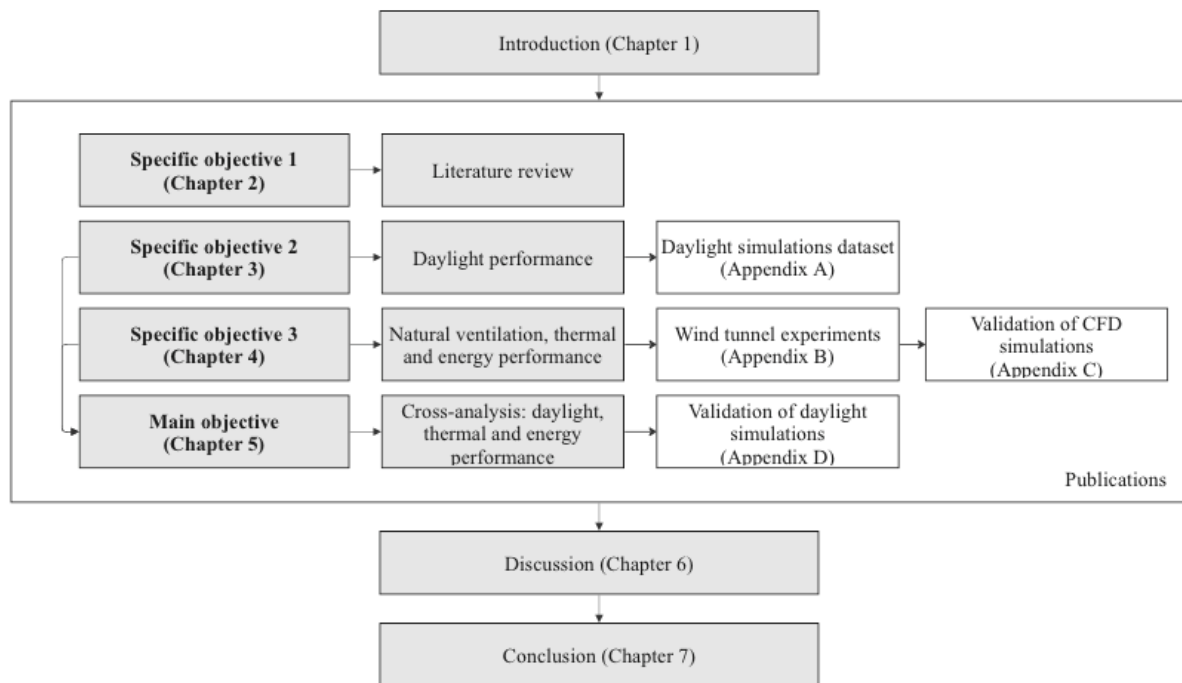 Introduction (Chapter 1)
Specific objective 1
(Chapter 2)
Literature review
Specific objective 2
(Chapter 3)
Daylight performance
Daylight simulations dataset
(Appendix A)
Specific objective 3
(Chapter 4)
Natural ventilation, thermal
and energy performance
Wind tunnel experiments
(Appendix B)
Validation of CFD
simulations
(Appendix C)
Main objective
(Chapter 5)
Cross-analysis: daylight,
thermal and energy
performance
Validation of daylight
simulations
(Appendix D)
Publications
Discussion (Chapter 6)
Conclusion (Chapter 7)